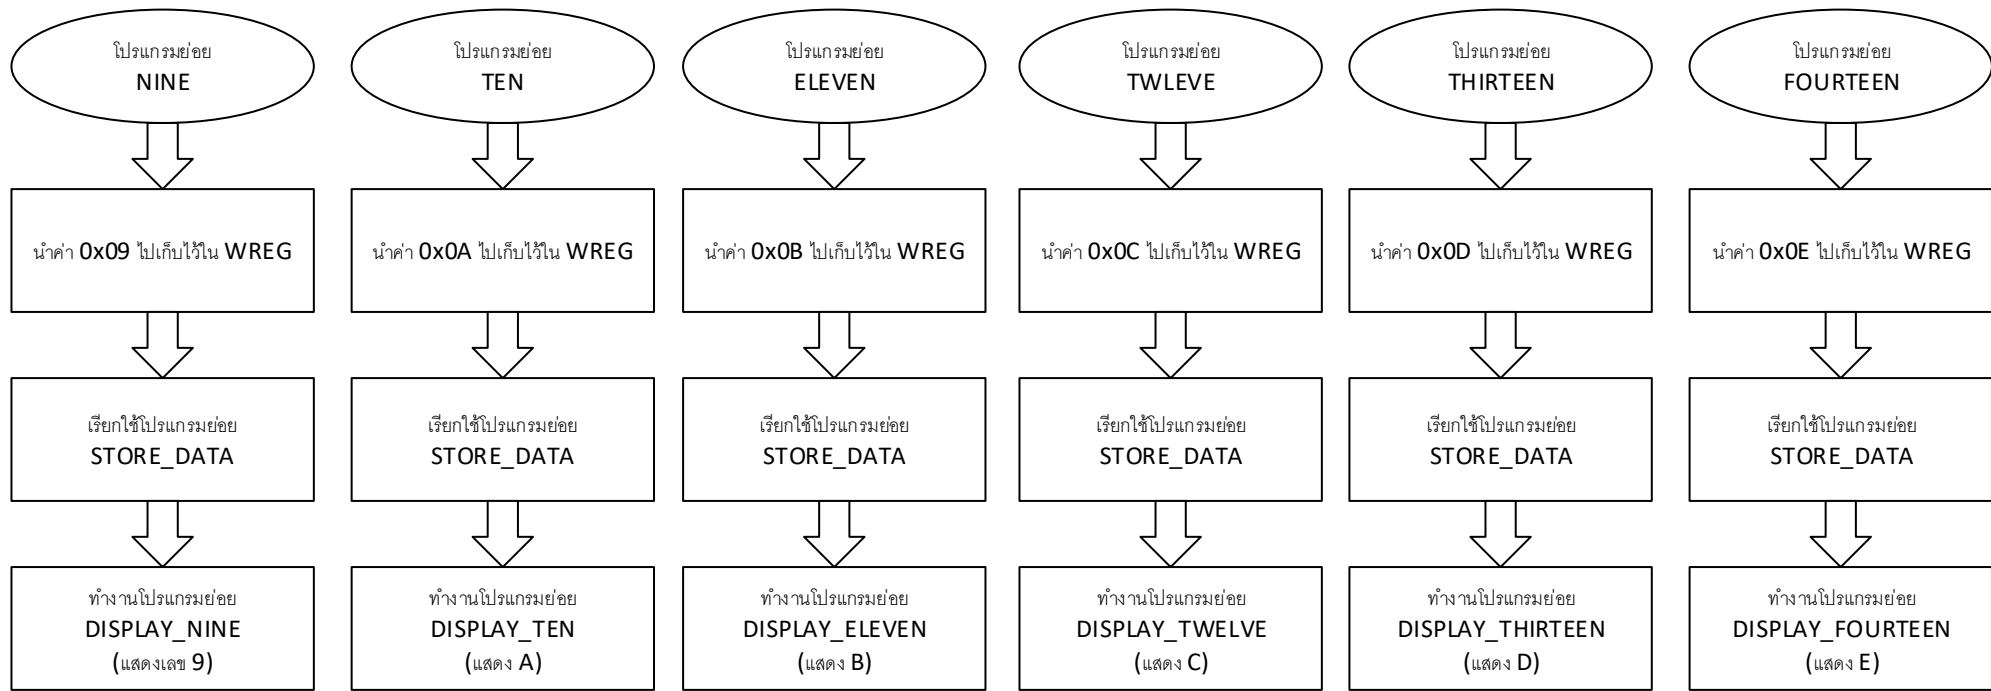 โปรแกรมย่อย
NINE
นำค่า 0x09 ไปเก็บไว้ใน WREG
เรียกใช้โปรแกรมย่อย
STORE_DATA
ทำงานโปรแกรมย่อย
DISPLAY_NINE
(แสดงเลข 9)
โปรแกรมย่อย
TEN
นำค่า 0x0A ไปเก็บไว้ใน WREG
เรียกใช้โปรแกรมย่อย
STORE_DATA
ทำงานโปรแกรมย่อย
DISPLAY_TEN
(แสดง A)
โปรแกรมย่อย
ELEVEN
นำค่า 0x0B ไปเก็บไว้ใน WREG
เรียกใช้โปรแกรมย่อย
STORE_DATA
ทำงานโปรแกรมย่อย
DISPLAY_ELEVEN
(แสดง B)
โปรแกรมย่อย
TWLEVE
นำค่า 0x0C ไปเก็บไว้ใน WREG
เรียกใช้โปรแกรมย่อย
STORE_DATA
ทำงานโปรแกรมย่อย
DISPLAY_TWELVE
(แสดง C)
โปรแกรมย่อย
THIRTEEN
นำค่า 0x0D ไปเก็บไว้ใน WREG
เรียกใช้โปรแกรมย่อย
STORE_DATA
ทำงานโปรแกรมย่อย
DISPLAY_THIRTEEN
(แสดง D)
โปรแกรมย่อย
FOURTEEN
นำค่า 0x0E ไปเก็บไว้ใน WREG
เรียกใช้โปรแกรมย่อย
STORE_DATA
ทำงานโปรแกรมย่อย
DISPLAY_FOURTEEN
(แสดง E)